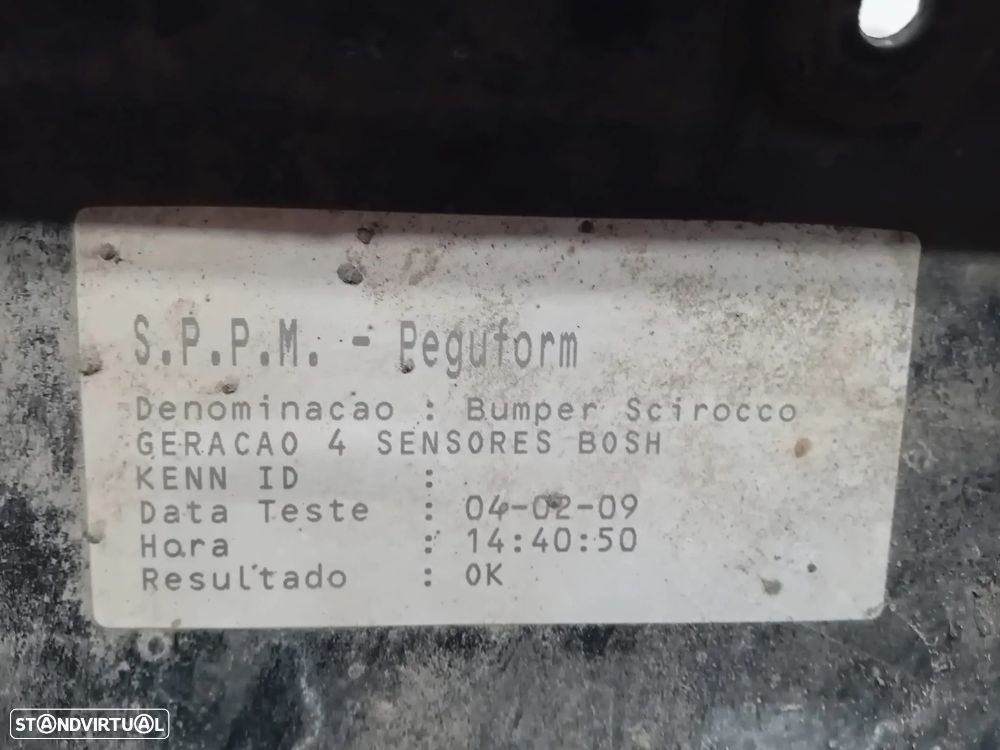 S.P.P.M. - Peguform
Denominacao : Bumper Scirocco
GERACAO 4 SENSORES BOSH
KENN ID :
Data Teste : 04-02-09
Hora : 14:40:50
Resultado : OK
STANDVIRTUAL